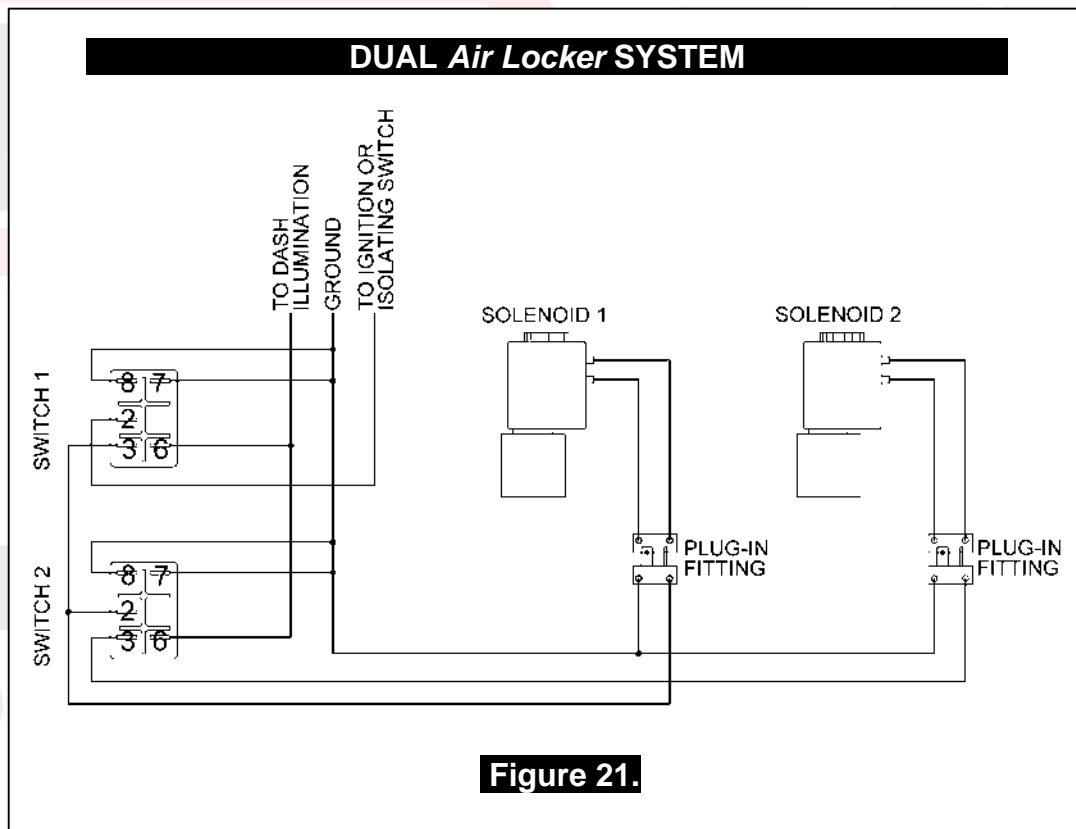 DUAL Air Locker SYSTEM
TO DASH
ILLUMINATION
GROUND
TO IGNITION OR
ISOLATING SWITCH
SOLENOID 1
SOLENOID 2
SWITCH 1
8 7
2
3 6
SWITCH 2
8 7
2
3 6
PLUG-IN
FITTING
PLUG-IN
FITTING
Figure 21.